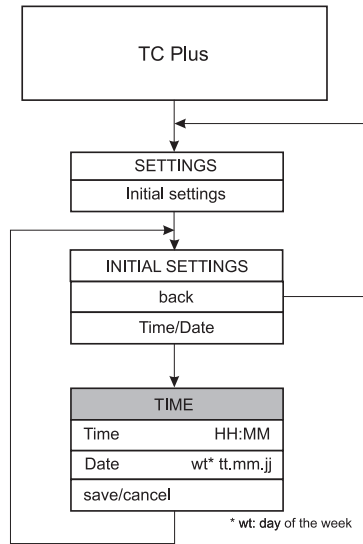 TC Plus
SETTINGS
Initial settings
INITIAL SETTINGS
back
Time/Date
TIME
Time HH:MM
Date wt* tt.mm.jj
save/cancel
* wt: day of the week